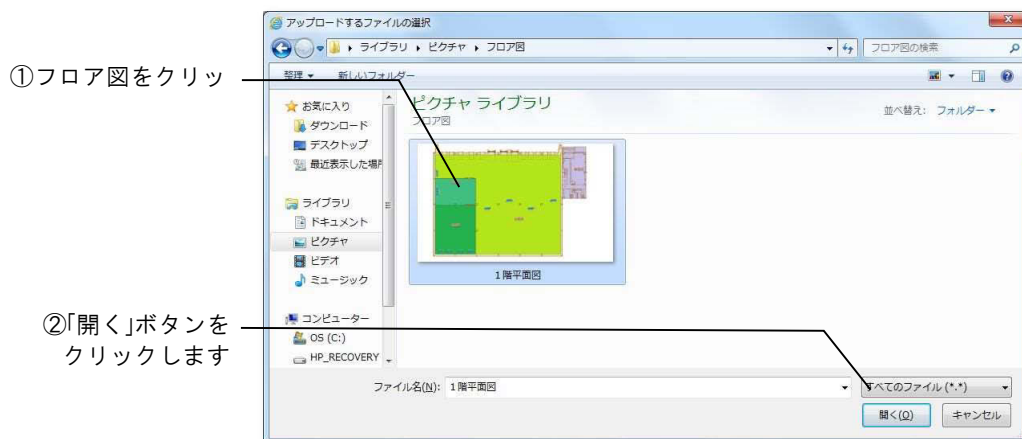 アップロードするファイルの選択
ライブラリ ▸ ピクチャ ▸ フロア図
フロア図の検索
①フロア図をクリッ
整理 新しいフォルダー
お気に入り
ダウンロード
デスクトップ
最近表示した場所
ライブラリ
ドキュメント
ピクチャ
ビデオ
ミュージック
コンピューター
OS (C:)
HP_RECOVERY
ピクチャ ライブラリ
フロア図
並べ替え: フォルダー
1階平面図
②「開く」ボタンを
クリックします
ファイル名(N): 1階平面図
すべてのファイル (*.*)
開く(O) キャンセル